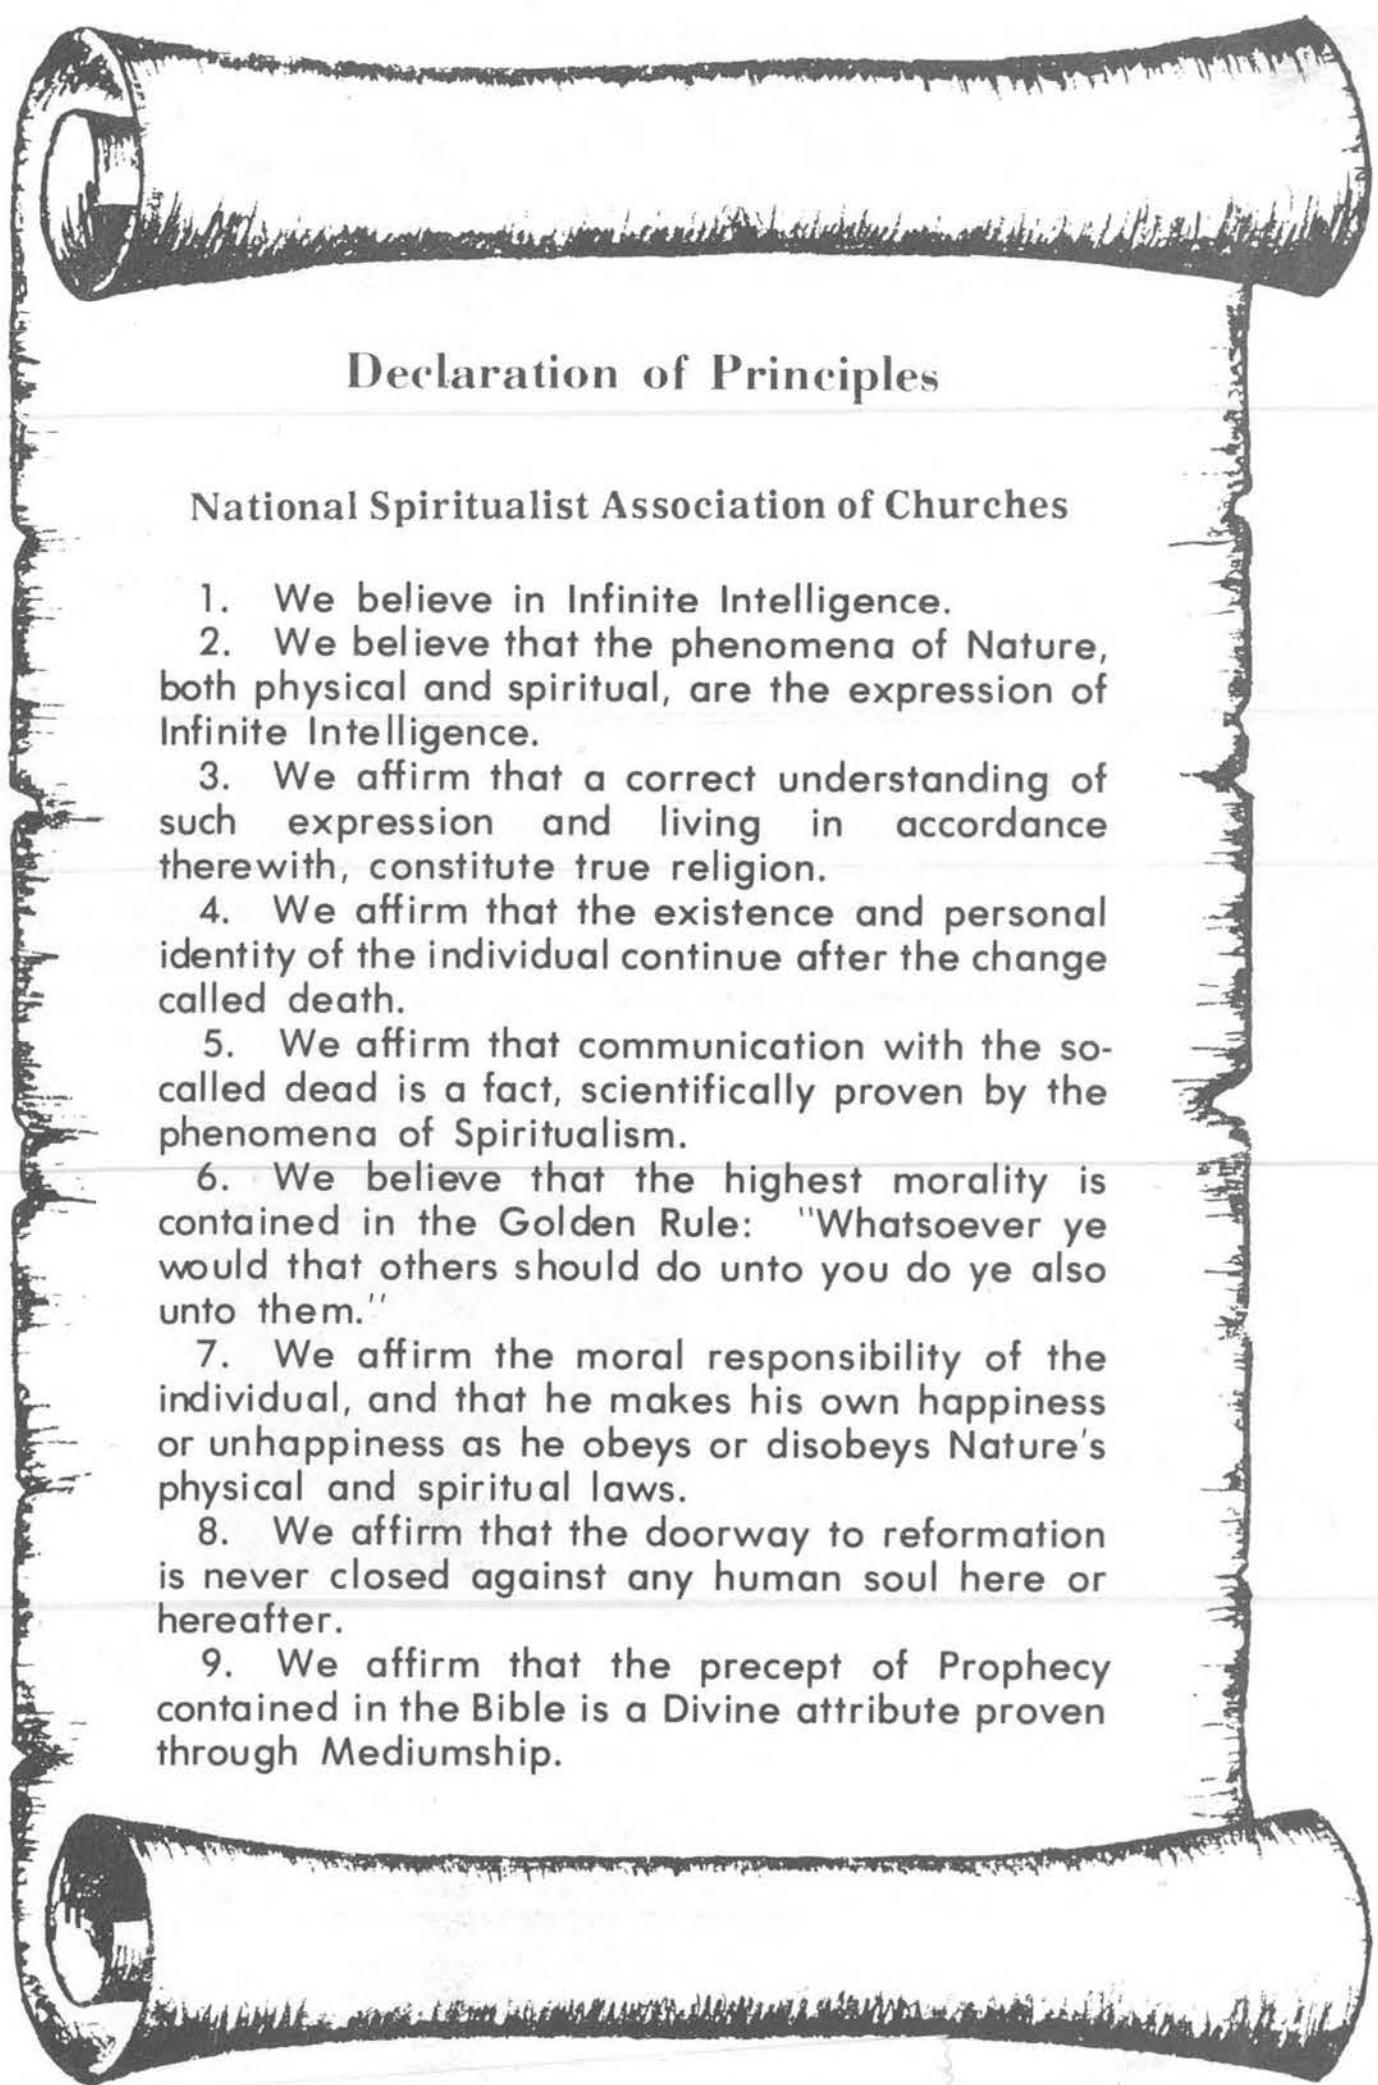 Declaration of Principles
National Spiritualist Association of Churches
1. We believe in Infinite Intelligence.
2. We believe that the phenomena of Nature,
both physical and spiritual, are the expression of
Infinite Intelligence.
3. We affirm that a correct understanding of
such expression and living in accordance
therewith, constitute true religion.
4. We affirm that the existence and personal
identity of the individual continue after the change
called death.
5. We affirm that communication with the so-
called dead is a fact, scientifically proven by the
phenomena of Spiritualism.
6. We believe that the highest morality is
contained in the Golden Rule: "Whatsoever ye
would that others should do unto you do ye also
unto them."
7. We affirm the moral responsibility of the
individual, and that he makes his own happiness
or unhappiness as he obeys or disobeys Nature's
physical and spiritual laws.
8. We affirm that the doorway to reformation
is never closed against any human soul here or
hereafter.
9. We affirm that the precept of Prophecy
contained in the Bible is a Divine attribute proven
through Mediumship.